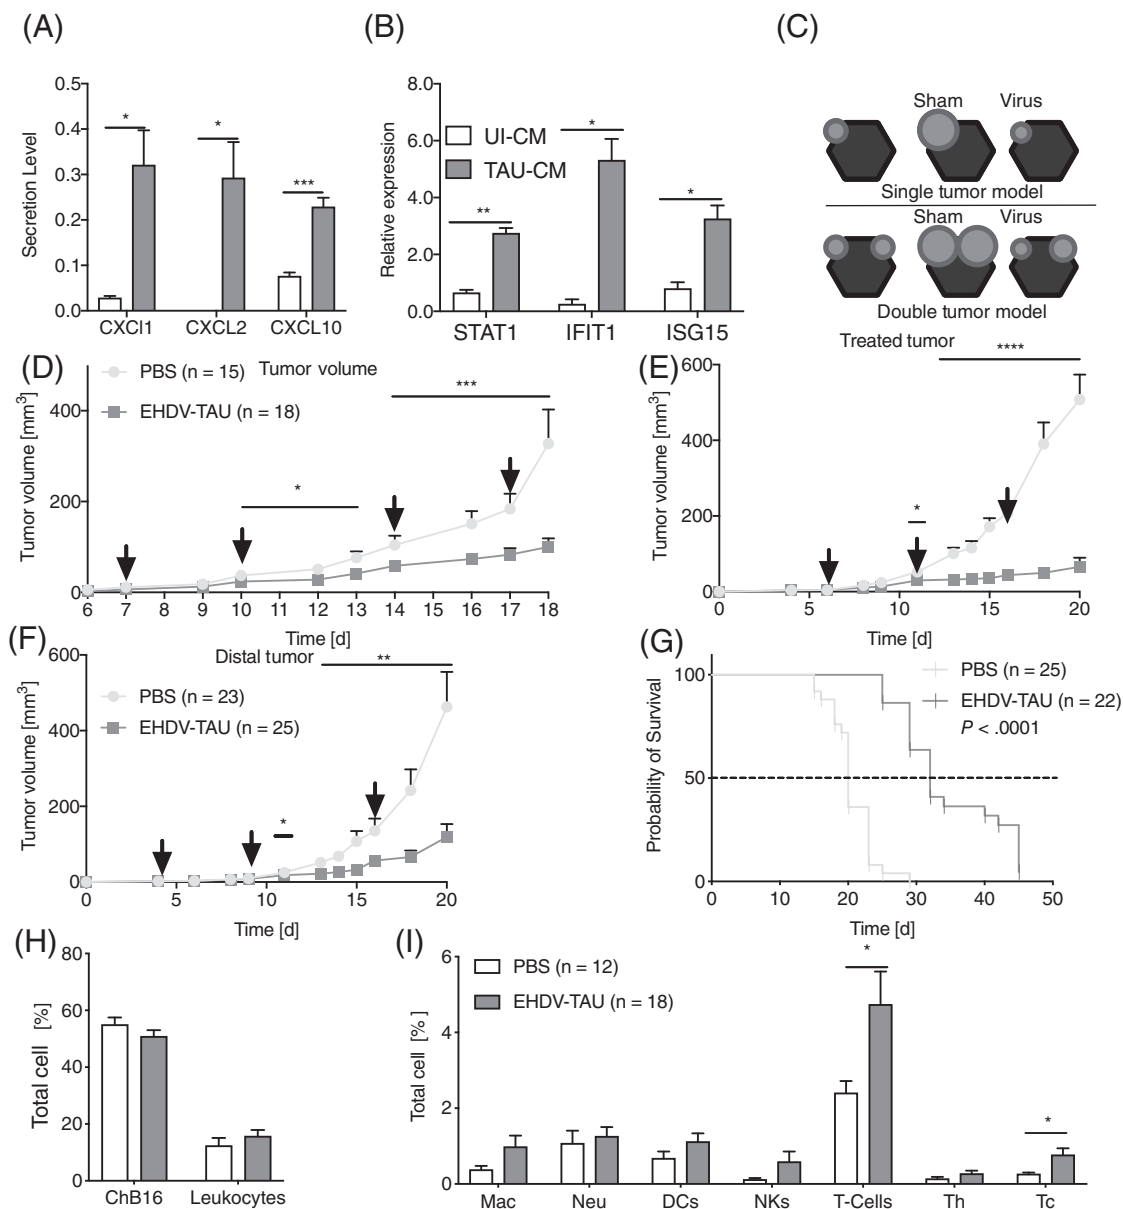 (A)
Secretion Level
0.5
0.4
0.3
0.2
0.1
0.0
*
*
***
CXCl1 CXCL2 CXCL10
(B)
Relative expression
8.0
6.0
4.0
2.0
0.0
UI-CM
TAU-CM
**
*
*
STAT1 IFIT1 ISG15
(C)
Sham Virus
Single tumor model
Sham Virus
Double tumor model
(D)
Tumor volume
PBS (n = 15)
EHDV-TAU (n = 18)
Tumor volume [mm3]
400
200
0
*
***
6 7 8 9 10 11 12 13 14 15 16 17 18
Time [d]
(E)
Treated tumor
Tumor volume [mm3]
600
400
200
0
*
****
0 5 10 15 20
Time [d]
(F)
Distal tumor
PBS (n = 23)
EHDV-TAU (n = 25)
Tumor volume [mm3]
600
400
200
0
*
**
0 5 10 15 20
Time [d]
(G)
Probability of Survival
100
50
0
PBS (n = 25)
EHDV-TAU (n = 22)
P < .0001
0 10 20 30 40 50
Time [d]
(H)
Total cell [%]
80
60
40
20
0
ChB16 Leukocytes
(I)
Total cell [%]
6
4
2
0
PBS (n = 12)
EHDV-TAU (n = 18)
*
*
Mac Neu DCs NKs T-Cells Th Tc